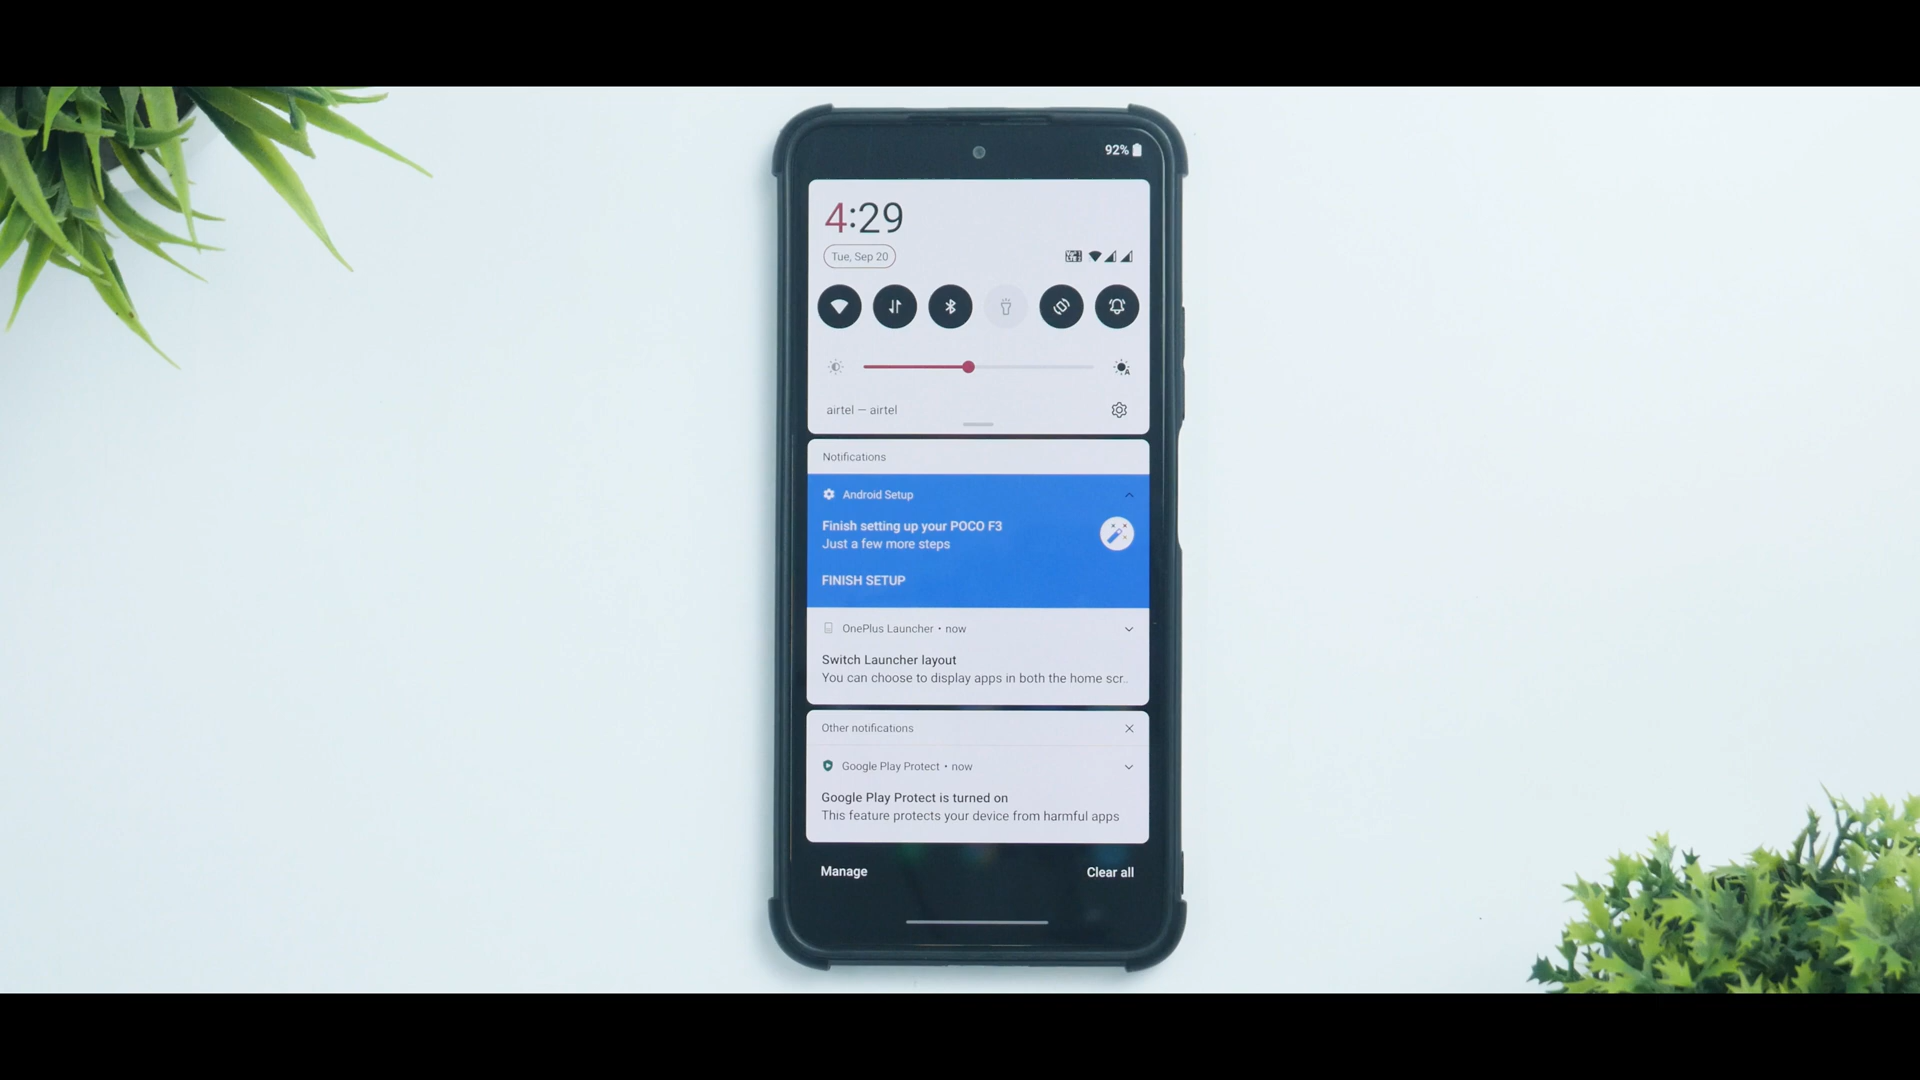 92%
4:29
Tue, Sep 20
airtel — airtel
Notifications
Android Setup
Finish setting up your POCO F3
Just a few more steps
FINISH SETUP
OnePlus Launcher • now
Switch Launcher layout
You can choose to display apps in both the home scr..
Other notifications
Google Play Protect • now
Google Play Protect is turned on
This feature protects your device from harmful apps
Manage
Clear all